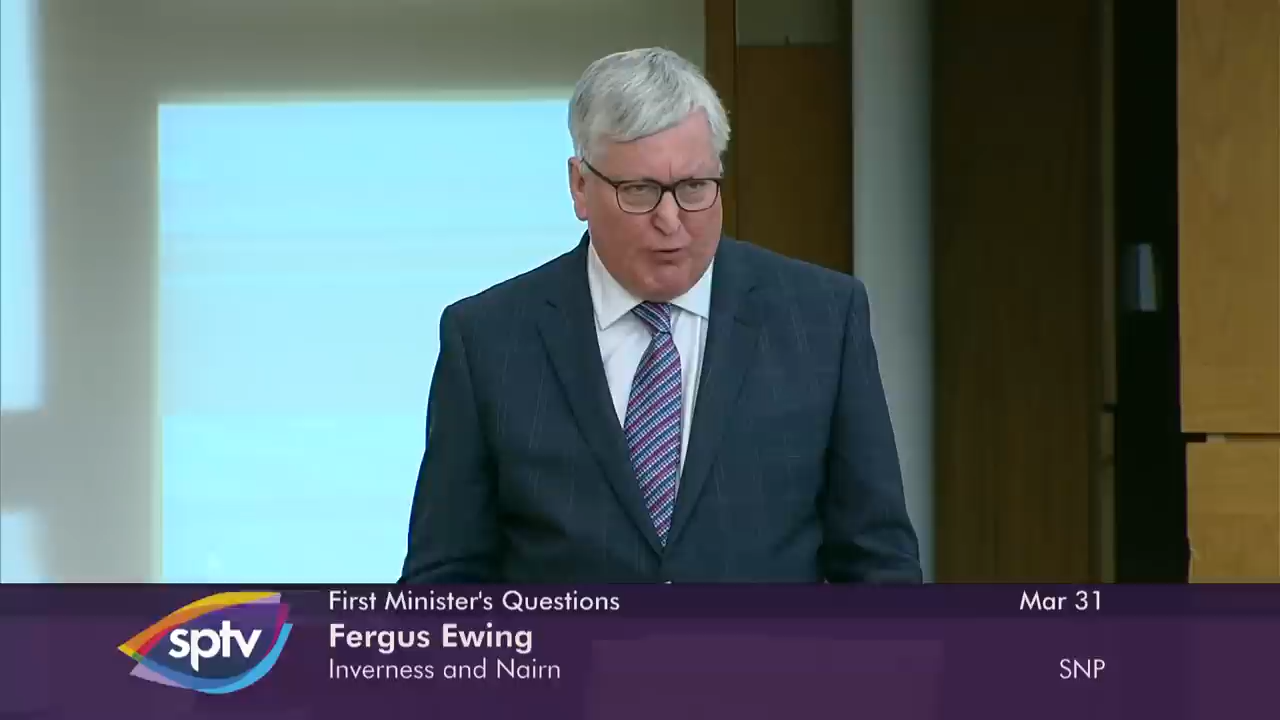 First Minister's Questions
Mar 31
sptv
Fergus Ewing
Inverness and Nairn
SNP